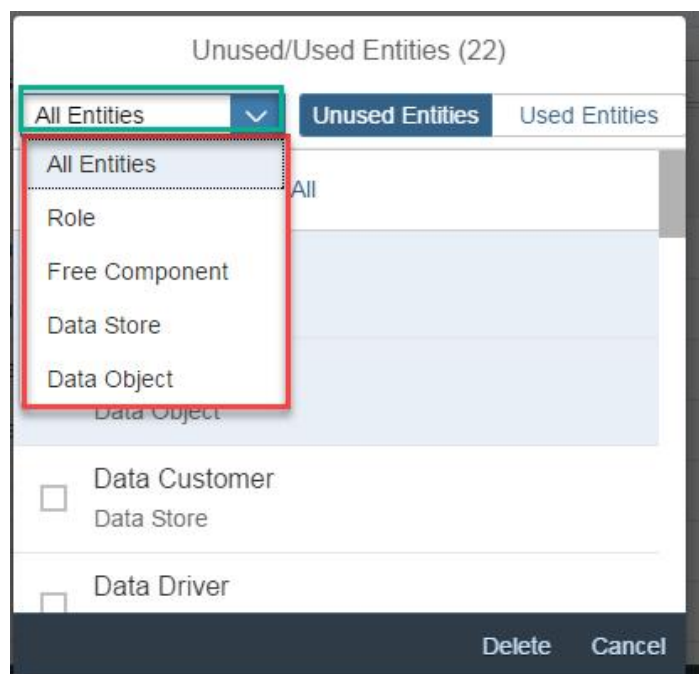 Unused/Used Entities (22)
All Entities Unused Entities Used Entities
All Entities
All
Role
Free Component
Data Store
Data Object
Data Object
Data Customer
Data Store
Data Driver
Delete Cancel